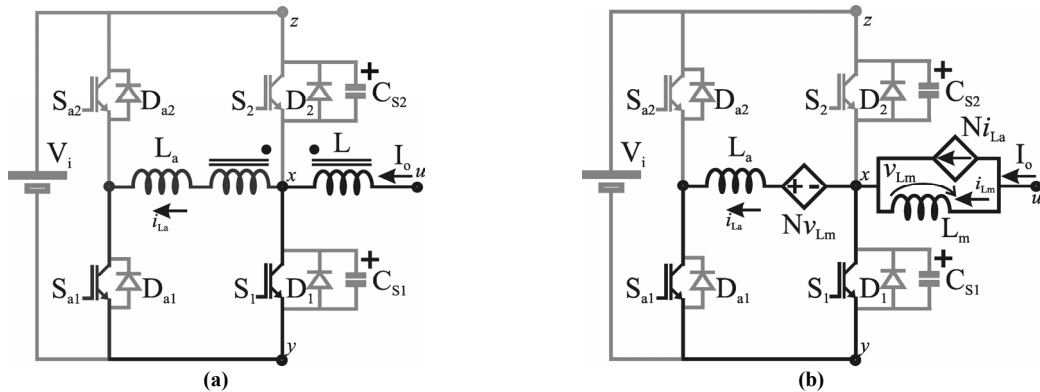 z
S_a2
D_a2
S_2
D_2
+
C_S2
V_i
L_a
L
I_o
u
x
i_La
S_a1
D_a1
S_1
D_1
+
C_S1
y
(a)
z
S_a2
D_a2
S_2
D_2
+
C_S2
V_i
L_a
Ni_La
I_o
u
x
v_Lm
i_Lm
+ -
i_La
Nv_Lm
L_m
S_a1
D_a1
S_1
D_1
+
C_S1
y
(b)